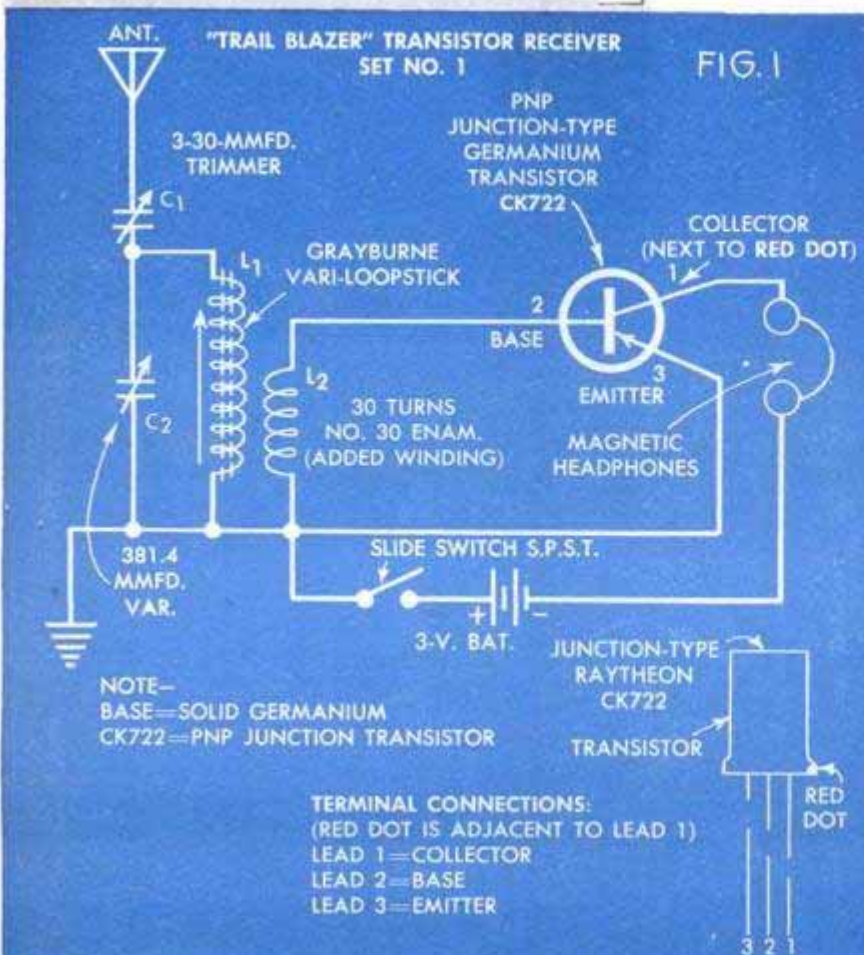 ANT.
"TRAIL BLAZER" TRANSISTOR RECEIVER
SET NO. 1
FIG. 1
3-30-MMFD.
TRIMMER
C1
PNP
JUNCTION-TYPE
GERMANIUM
TRANSISTOR
CK722
COLLECTOR
(NEXT TO RED DOT)
1
L1
GRAYBURNE
VARI-LOOPSTICK
2
BASE
3
EMITTER
L2
C2
30 TURNS
NO. 30 ENAM.
(ADDED WINDING)
MAGNETIC
HEADPHONES
381.4
MMFD.
VAR.
SLIDE SWITCH S.P.S.T.
+ −
3-V. BAT.
NOTE—
BASE=SOLID GERMANIUM
CK722=PNP JUNCTION TRANSISTOR
JUNCTION-TYPE
RAYTHEON
CK722
TRANSISTOR
RED
DOT
TERMINAL CONNECTIONS:
(RED DOT IS ADJACENT TO LEAD 1)
LEAD 1=COLLECTOR
LEAD 2=BASE
LEAD 3=EMITTER
3 2 1